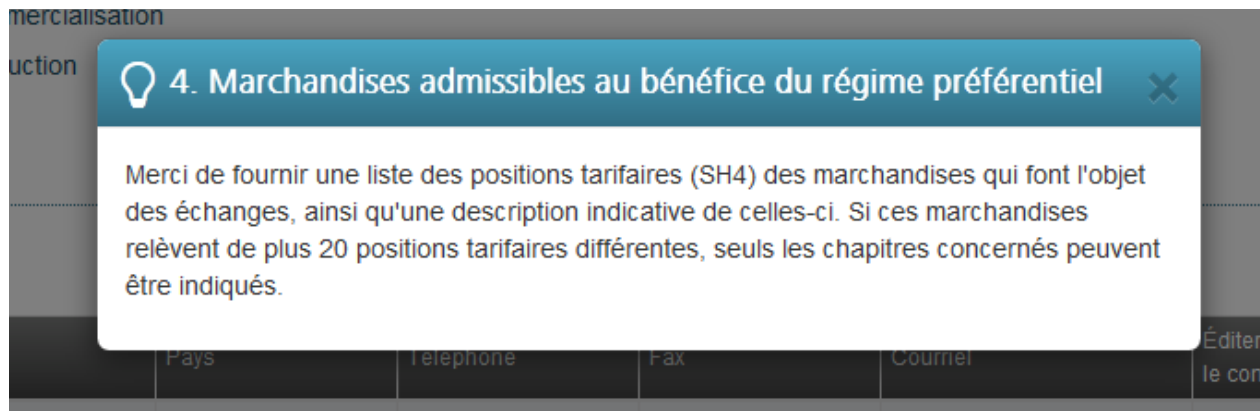 mercialisation
uction
4. Marchandises admissibles au bénéfice du régime préférentiel
Merci de fournir une liste des positions tarifaires (SH4) des marchandises qui font l'objet
des échanges, ainsi qu'une description indicative de celles-ci. Si ces marchandises
relèvent de plus 20 positions tarifaires différentes, seuls les chapitres concernés peuvent
être indiqués.
Pays Téléphone Fax Courriel Éditer
le con